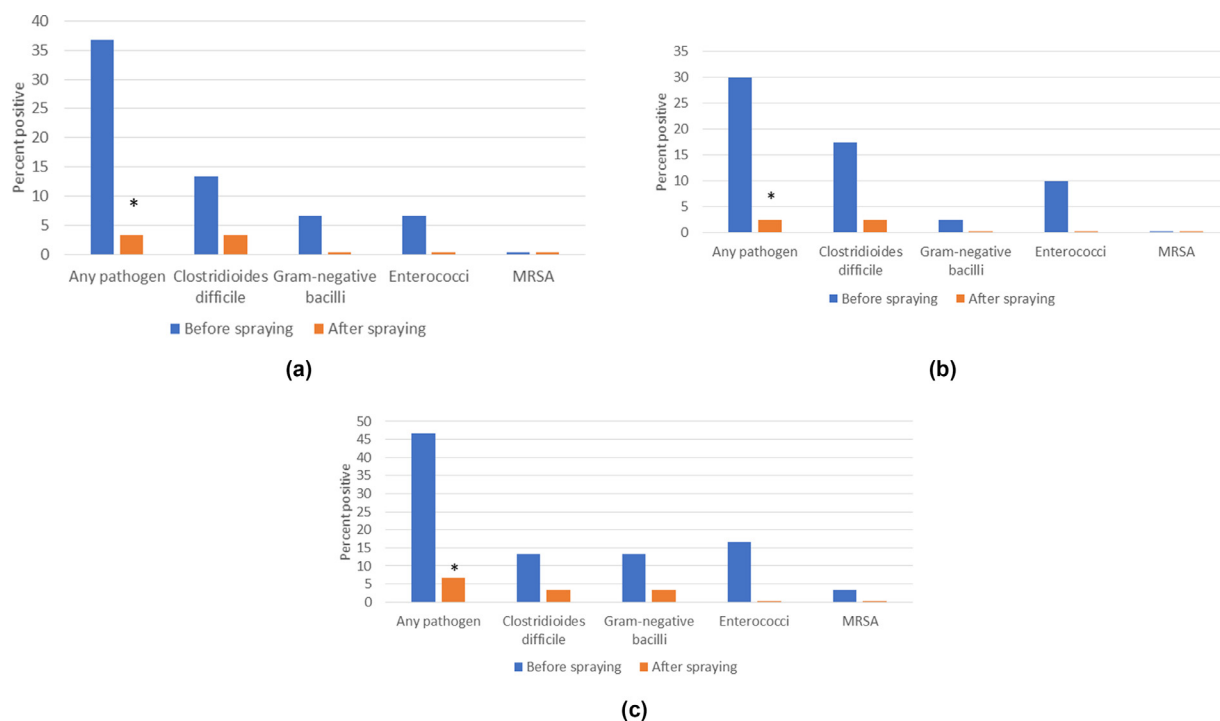 40
35
30
25
20
15
10
5
0
Percent positive
*
Any pathogen
Clostridioides
difficile
Gram-negative
bacilli
Enterococci
MRSA
Before spraying
After spraying
(a)
35
30
25
20
15
10
5
0
Percent positive
*
Any pathogen
Clostridioides
difficile
Gram-negative
bacilli
Enterococci
MRSA
Before spraying
After spraying
(b)
50
45
40
35
30
25
20
15
10
5
0
Percent positive
*
Any pathogen
Clostridioides
difficile
Gram-negative
bacilli
Enterococci
MRSA
Before spraying
After spraying
(c)